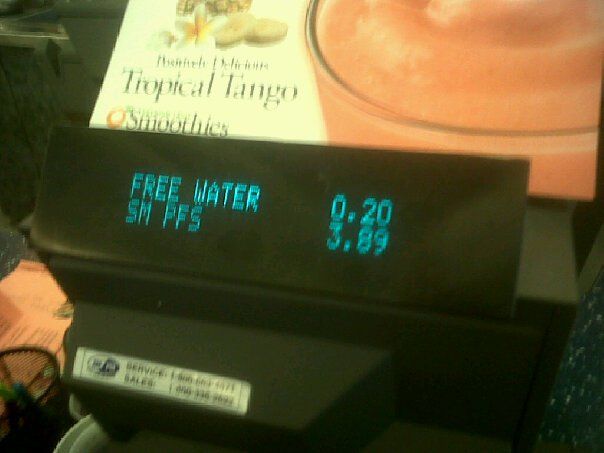 Positively Delicious
Tropical Tango
Smoothies
FREE WATER 0.20
SM PFS 3.89
SERVICE:
SALES: